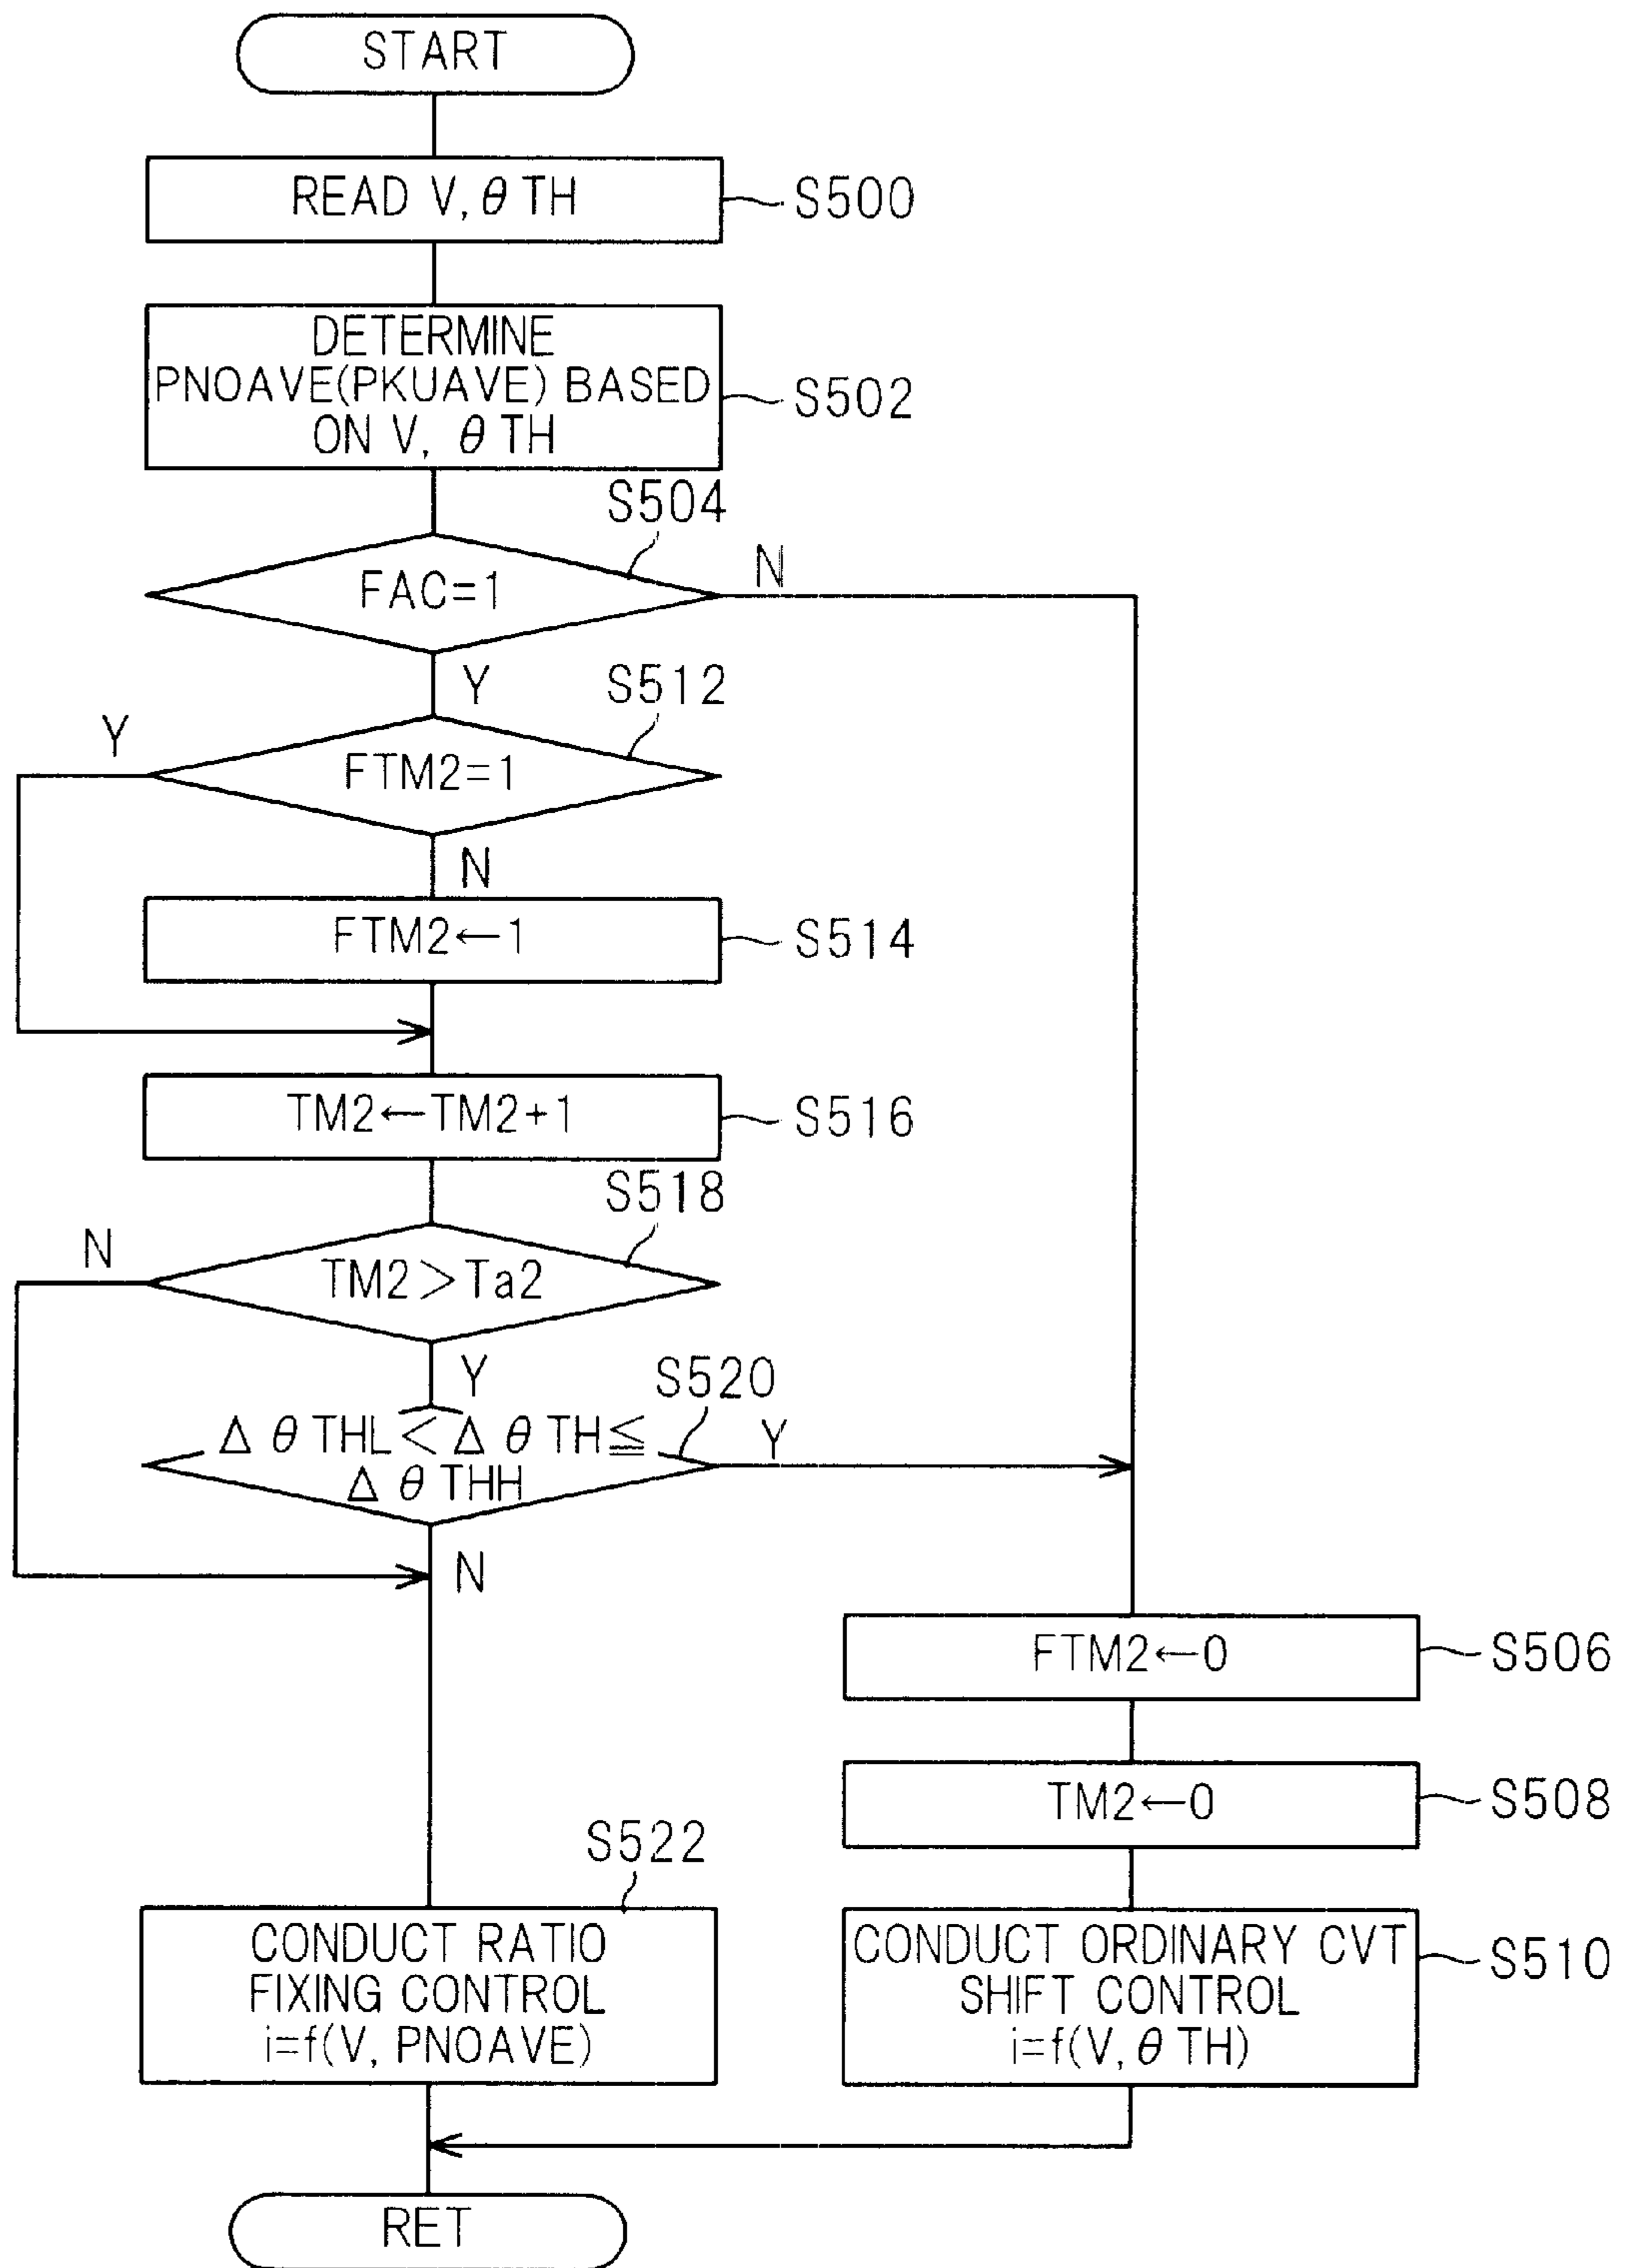 START
READ V, θ TH
S500
DETERMINE
PNOAVE(PKUAVE) BASED
ON V, θ TH
S502
S504
FAC=1
N
Y
S512
Y
FTM2=1
N
FTM2←1
S514
TM2←TM2+1
S516
S518
N
TM2>Ta2
Y
S520
Δ θ THL < Δ θ TH ≦
Δ θ THH
Y
N
FTM2←0
S506
TM2←0
S508
S522
CONDUCT RATIO
FIXING CONTROL
i=f(V, PNOAVE)
CONDUCT ORDINARY CVT
SHIFT CONTROL
i=f(V, θ TH)
S510
RET